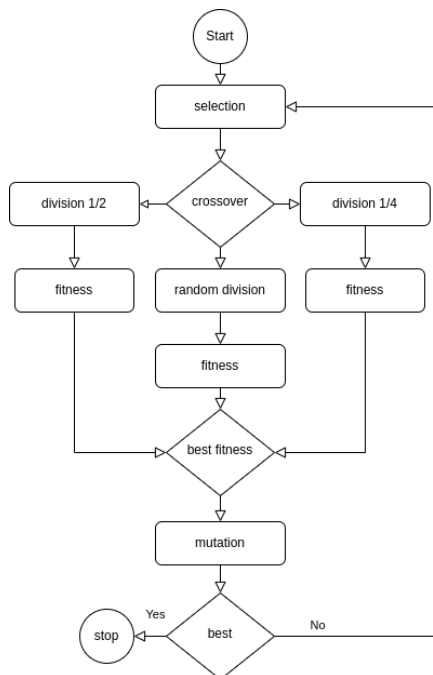 Start
selection
division 1/2
crossover
division 1/4
fitness
random division
fitness
fitness
best fitness
mutation
Yes
No
stop
best